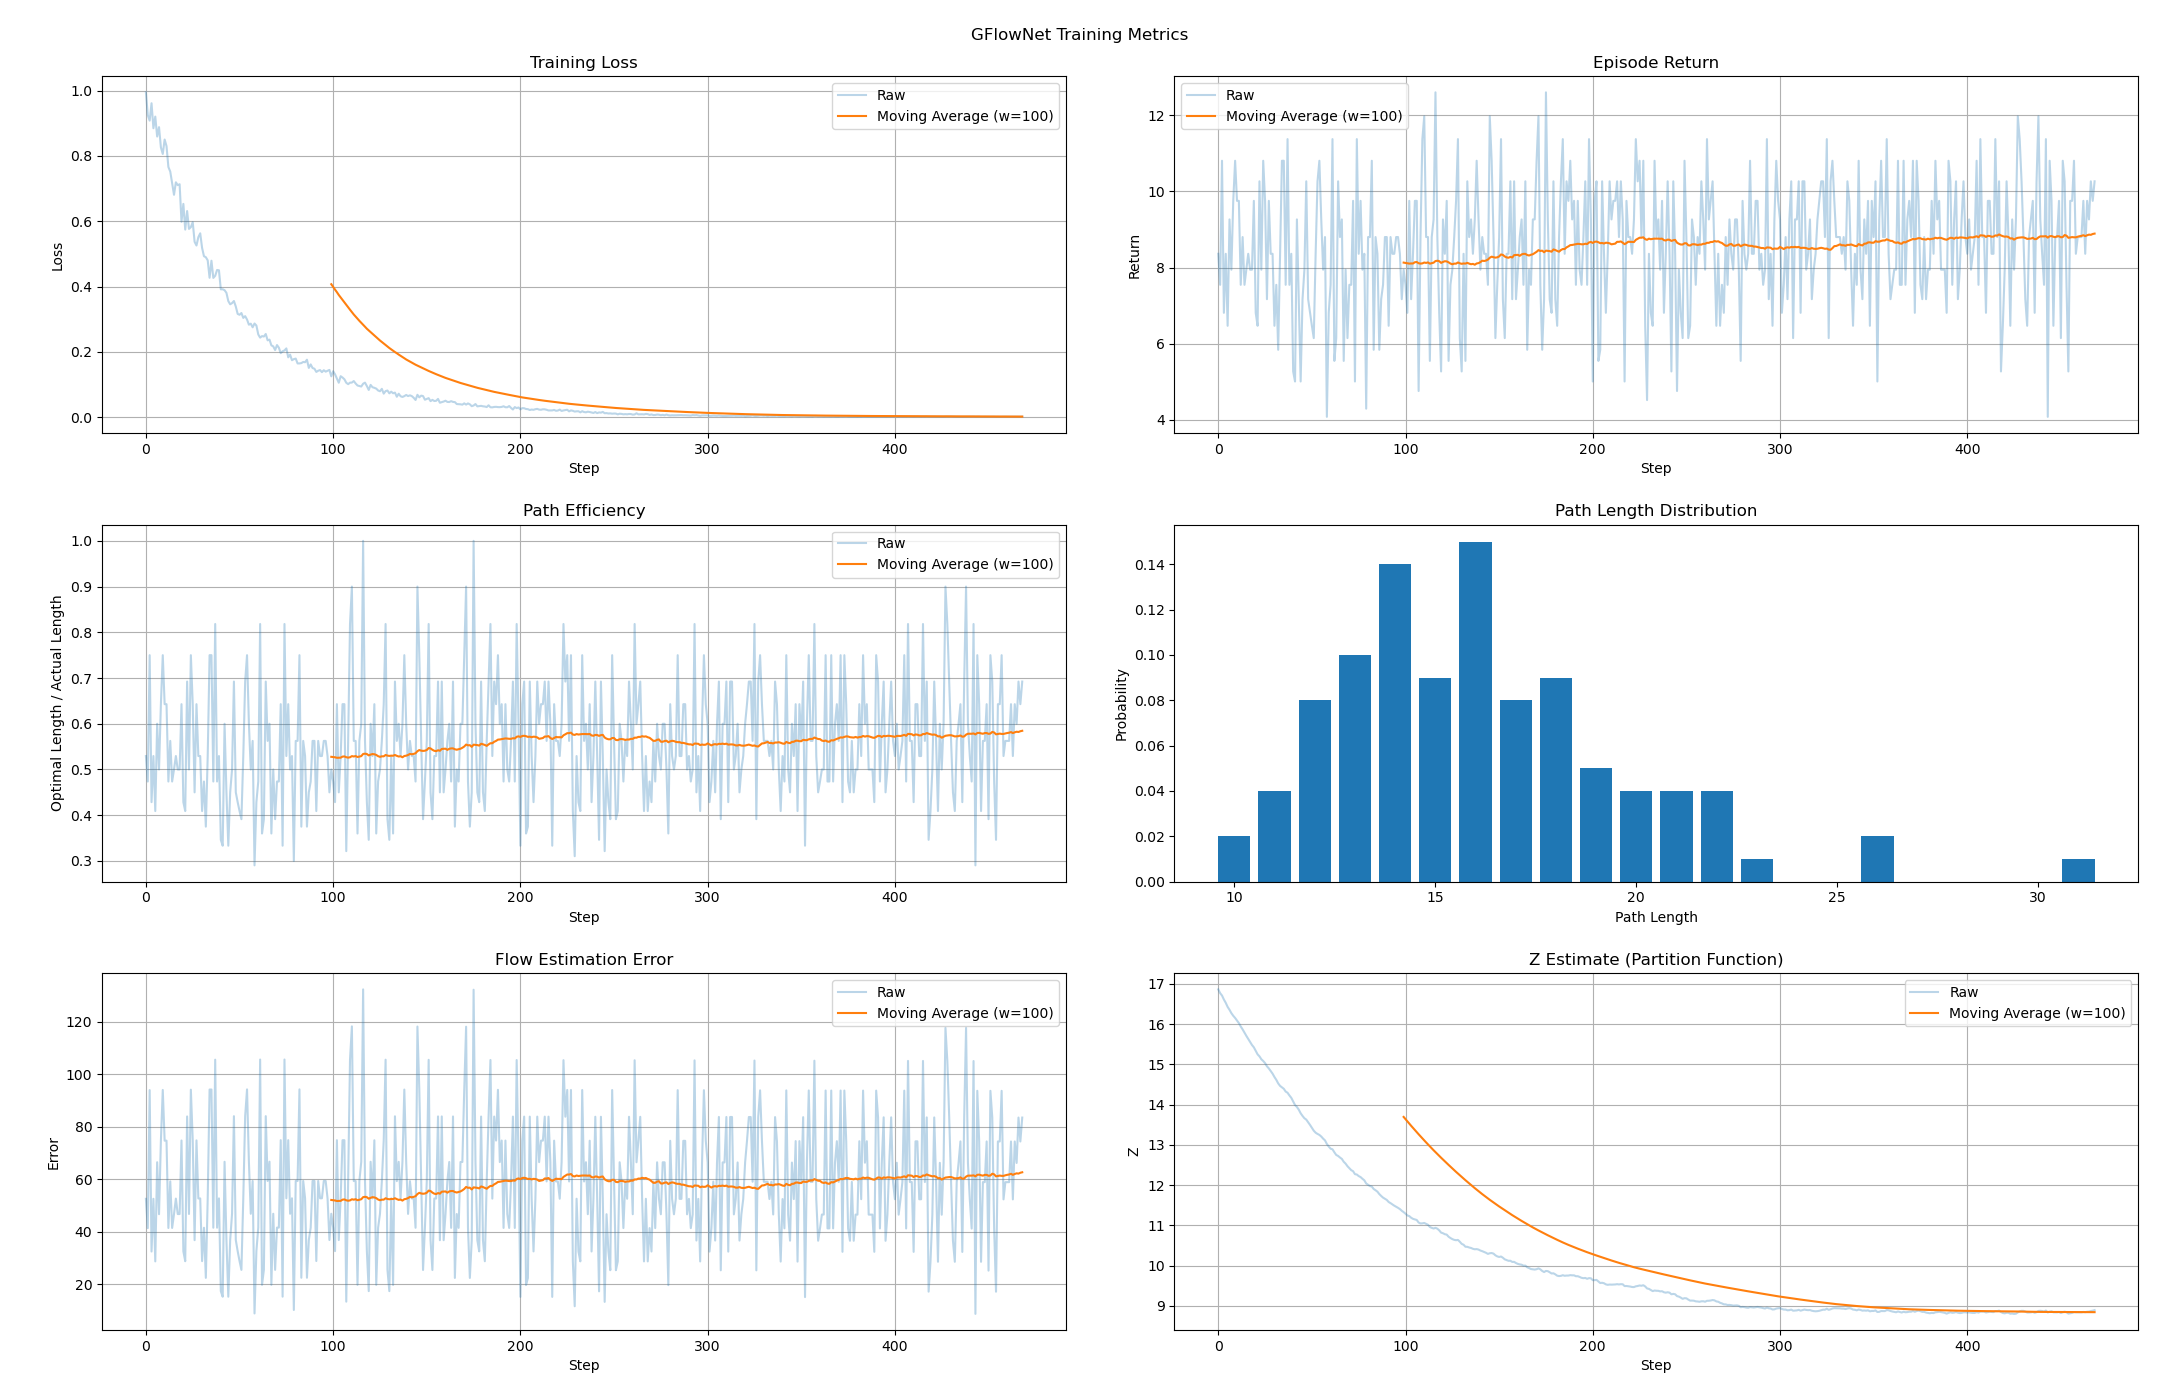 GFlowNet Training Metrics
Training Loss
1.0
0.8
0.6
0.4
0.2
0.0
Loss
Raw
Moving Average (w=100)
0 100 200 300 400
Step
Episode Return
12
10
8
6
4
Return
Raw
Moving Average (w=100)
0 100 200 300 400
Step
Path Efficiency
1.0
0.9
0.8
0.7
0.6
0.5
0.4
0.3
Optimal Length / Actual Length
Raw
Moving Average (w=100)
0 100 200 300 400
Step
Path Length Distribution
0.14
0.12
0.10
0.08
0.06
0.04
0.02
0.00
Probability
10 15 20 25 30
Path Length
Flow Estimation Error
120
100
80
60
40
20
Error
Raw
Moving Average (w=100)
0 100 200 300 400
Step
Z Estimate (Partition Function)
17
16
15
14
13
12
11
10
9
Z
Raw
Moving Average (w=100)
0 100 200 300 400
Step